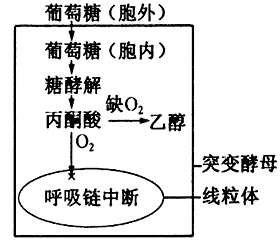 葡萄糖（胞外）
葡萄糖（胞内）
糖酵解
丙酮酸 缺O₂ 乙醇
O₂
突变酵母
呼吸链中断
线粒体